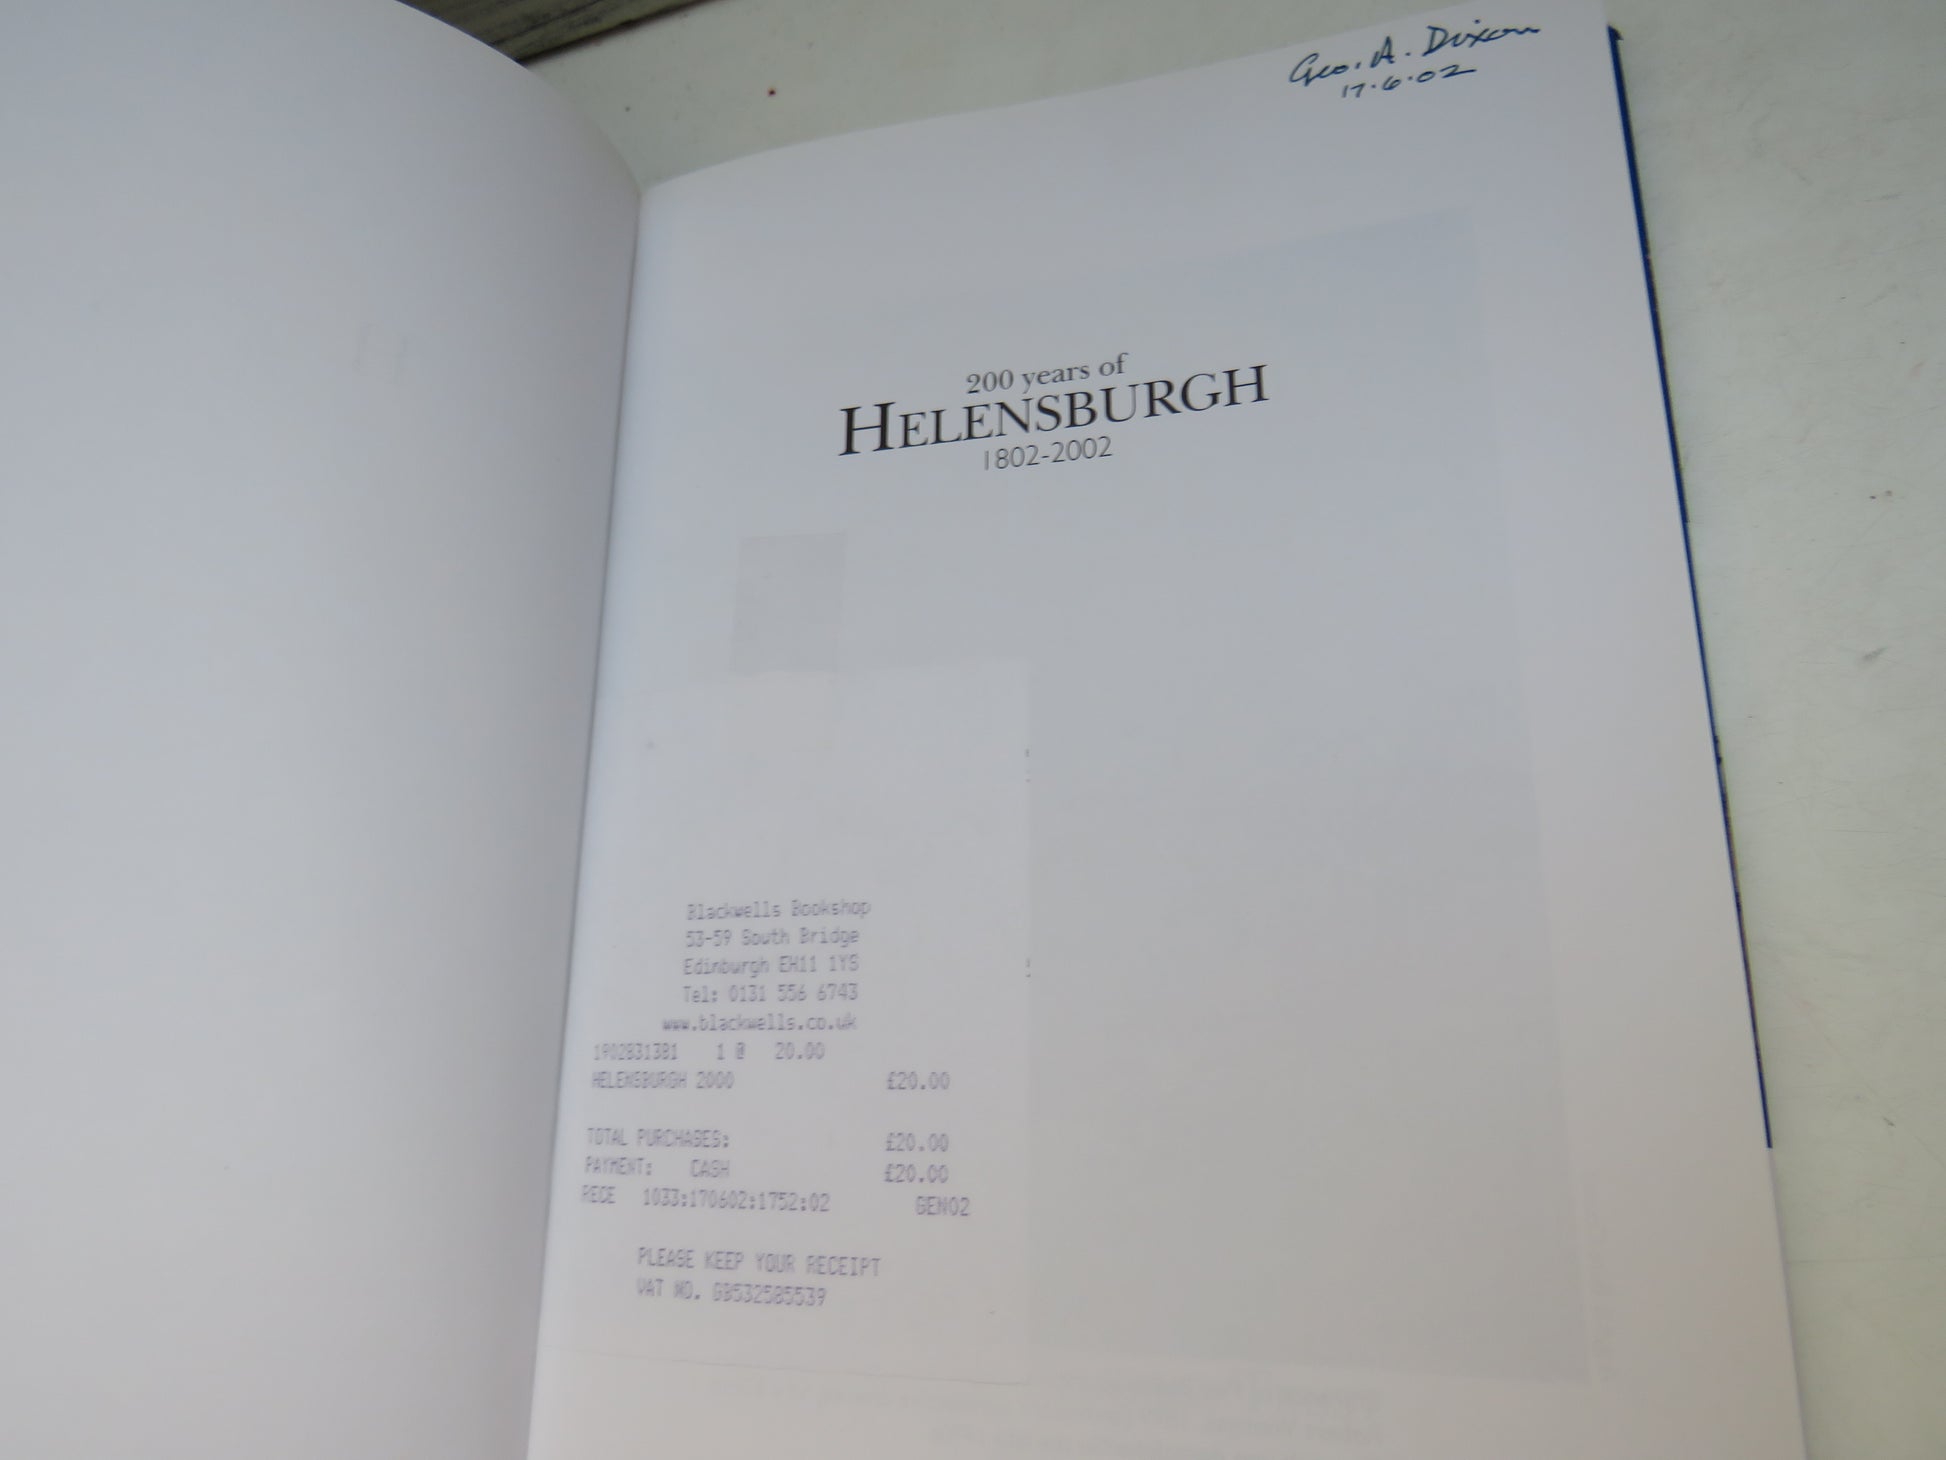 Geo. A. Dixon
17.6.02
200 years of
HELENSBURGH
1802-2002
Blackwells Bookshop
53-59 South Bridge
Edinburgh EH11 1YS
Tel: 0131 556 6743
www.blackwells.co.uk
1902831381 1 @ 20.00
HELENSBURGH 2000 £20.00
TOTAL PURCHASES: £20.00
PAYMENT: CASH £20.00
RECE 1033:170602:1752:02 GEN02
PLEASE KEEP YOUR RECEIPT
VAT NO. GB532585539